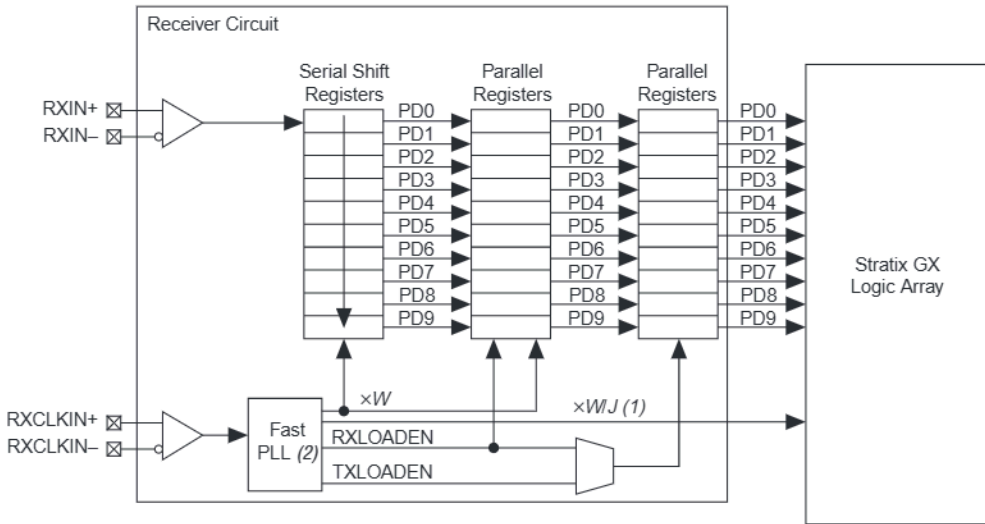 Receiver Circuit
Serial Shift
Registers
Parallel
Registers
Parallel
Registers
RXIN+
RXIN–
PD0
PD1
PD2
PD3
PD4
PD5
PD6
PD7
PD8
PD9
PD0
PD1
PD2
PD3
PD4
PD5
PD6
PD7
PD8
PD9
PD0
PD1
PD2
PD3
PD4
PD5
PD6
PD7
PD8
PD9
Stratix GX
Logic Array
RXCLKIN+
RXCLKIN–
Fast
PLL (2)
×W
×W/J (1)
RXLOADEN
TXLOADEN